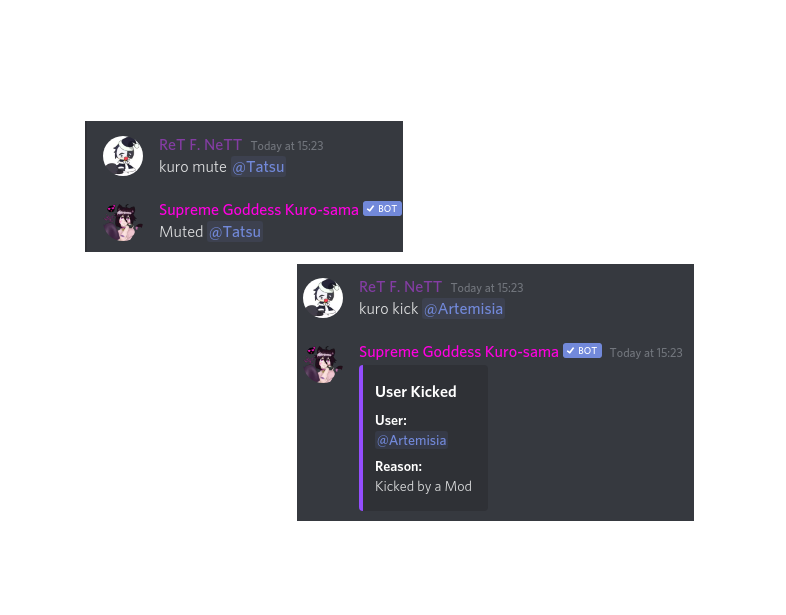 ReT F. NeTT Today at 15:23
kuro mute @Tatsu
Supreme Goddess Kuro-sama BOT
Muted @Tatsu
ReT F. NeTT Today at 15:23
kuro kick @Artemisia
Supreme Goddess Kuro-sama BOT Today at 15:23
User Kicked
User:
@Artemisia
Reason:
Kicked by a Mod